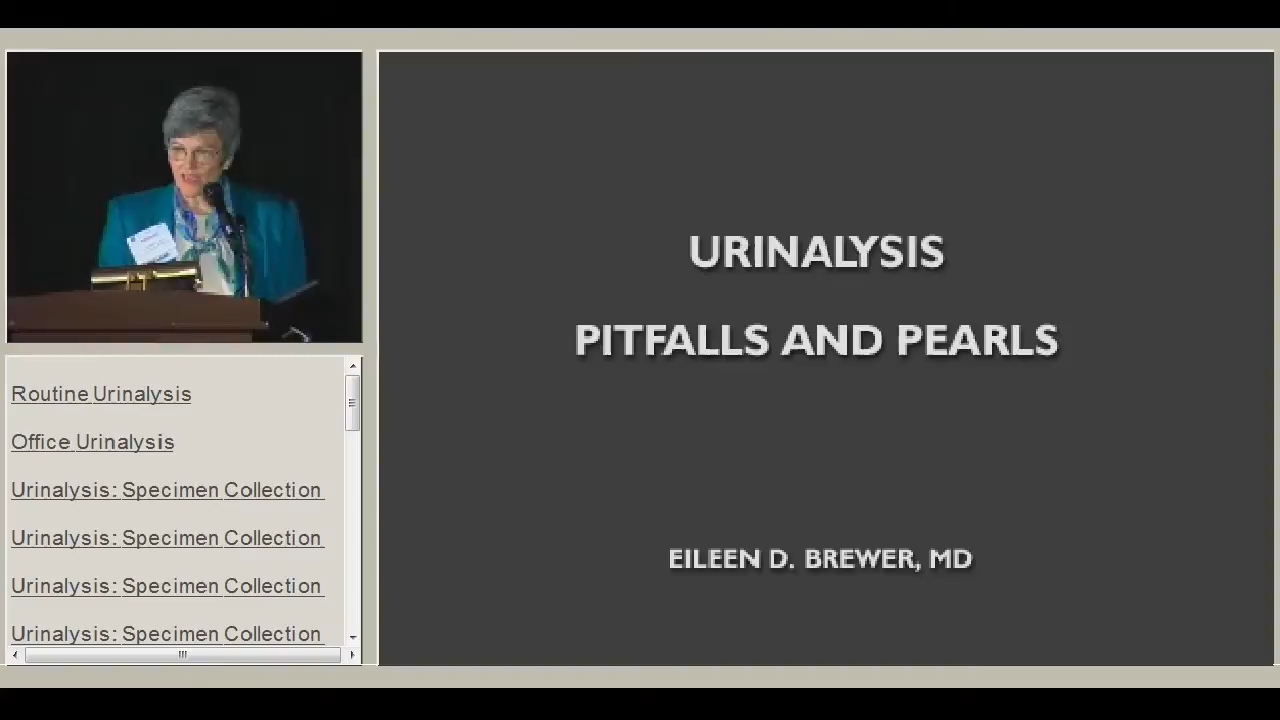 Routine Urinalysis
Office Urinalysis
Urinalysis: Specimen Collection
Urinalysis: Specimen Collection
Urinalysis: Specimen Collection
Urinalysis: Specimen Collection
URINALYSIS
PITFALLS AND PEARLS
EILEEN D. BREWER, MD